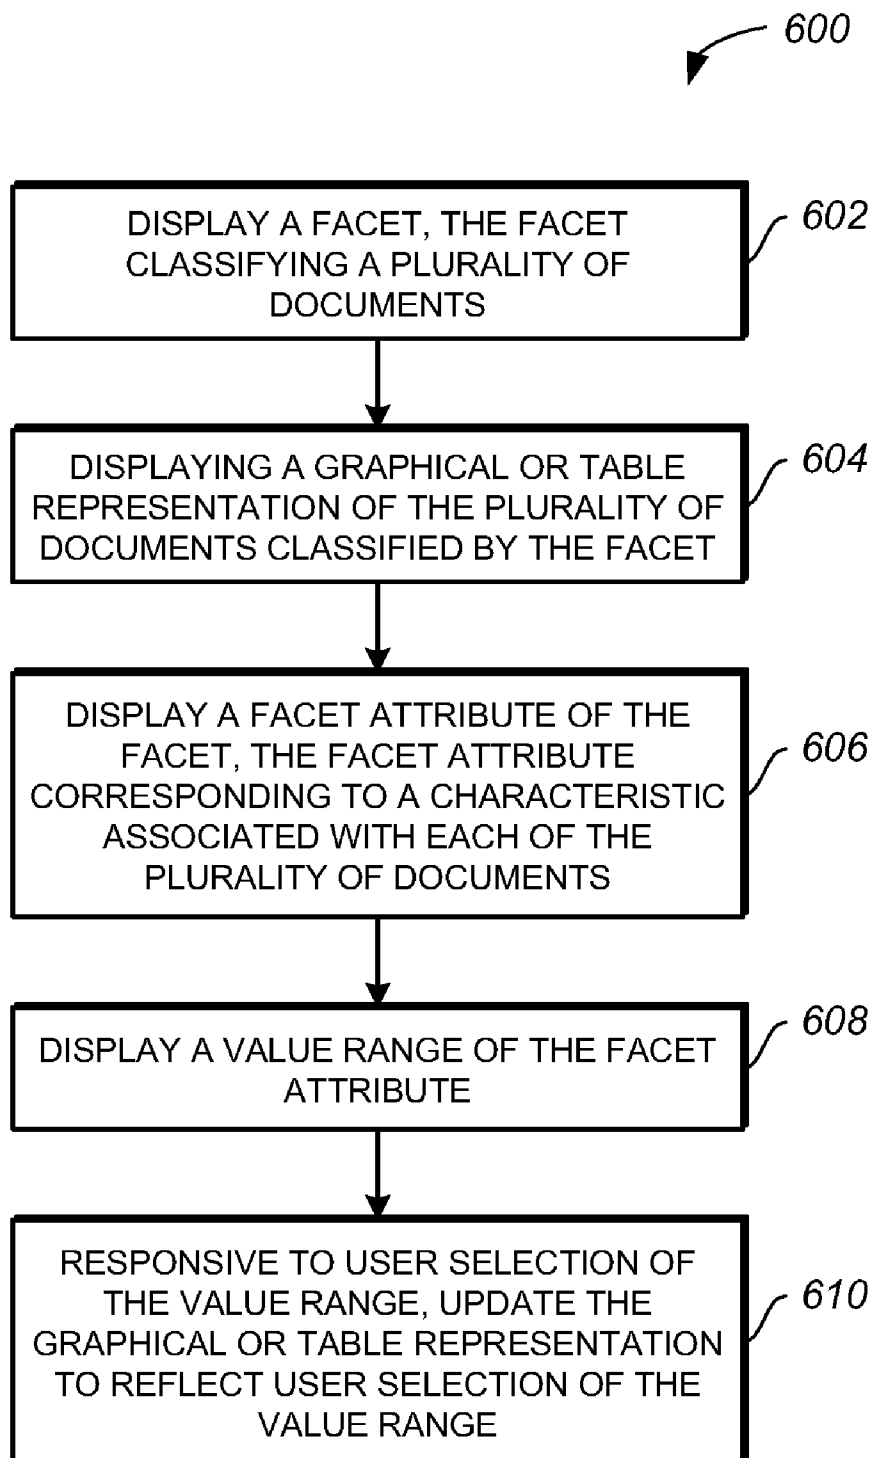 600
DISPLAY A FACET, THE FACET
CLASSIFYING A PLURALITY OF
DOCUMENTS
602
DISPLAYING A GRAPHICAL OR TABLE
REPRESENTATION OF THE PLURALITY OF
DOCUMENTS CLASSIFIED BY THE FACET
604
DISPLAY A FACET ATTRIBUTE OF THE
FACET, THE FACET ATTRIBUTE
CORRESPONDING TO A CHARACTERISTIC
ASSOCIATED WITH EACH OF THE
PLURALITY OF DOCUMENTS
606
DISPLAY A VALUE RANGE OF THE FACET
ATTRIBUTE
608
RESPONSIVE TO USER SELECTION OF
THE VALUE RANGE, UPDATE THE
GRAPHICAL OR TABLE REPRESENTATION
TO REFLECT USER SELECTION OF THE
VALUE RANGE
610